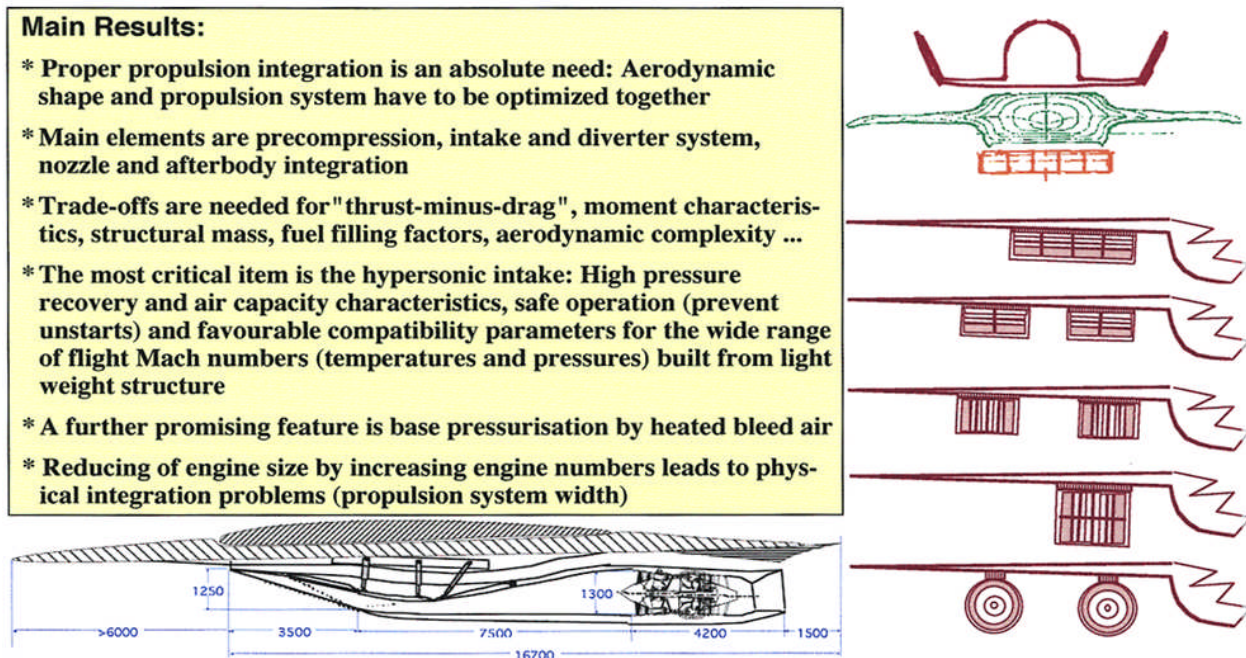 Main Results:
* Proper propulsion integration is an absolute need: Aerodynamic
shape and propulsion system have to be optimized together
* Main elements are precompression, intake and diverter system,
nozzle and afterbody integration
* Trade-offs are needed for"thrust-minus-drag", moment characteris-
tics, structural mass, fuel filling factors, aerodynamic complexity ...
* The most critical item is the hypersonic intake: High pressure
recovery and air capacity characteristics, safe operation (prevent
unstarts) and favourable compatibility parameters for the wide range
of flight Mach numbers (temperatures and pressures) built from light
weight structure
* A further promising feature is base pressurisation by heated bleed air
* Reducing of engine size by increasing engine numbers leads to phys-
ical integration problems (propulsion system width)
1250
1300
>6000 3500 7500 4200 1500
16700